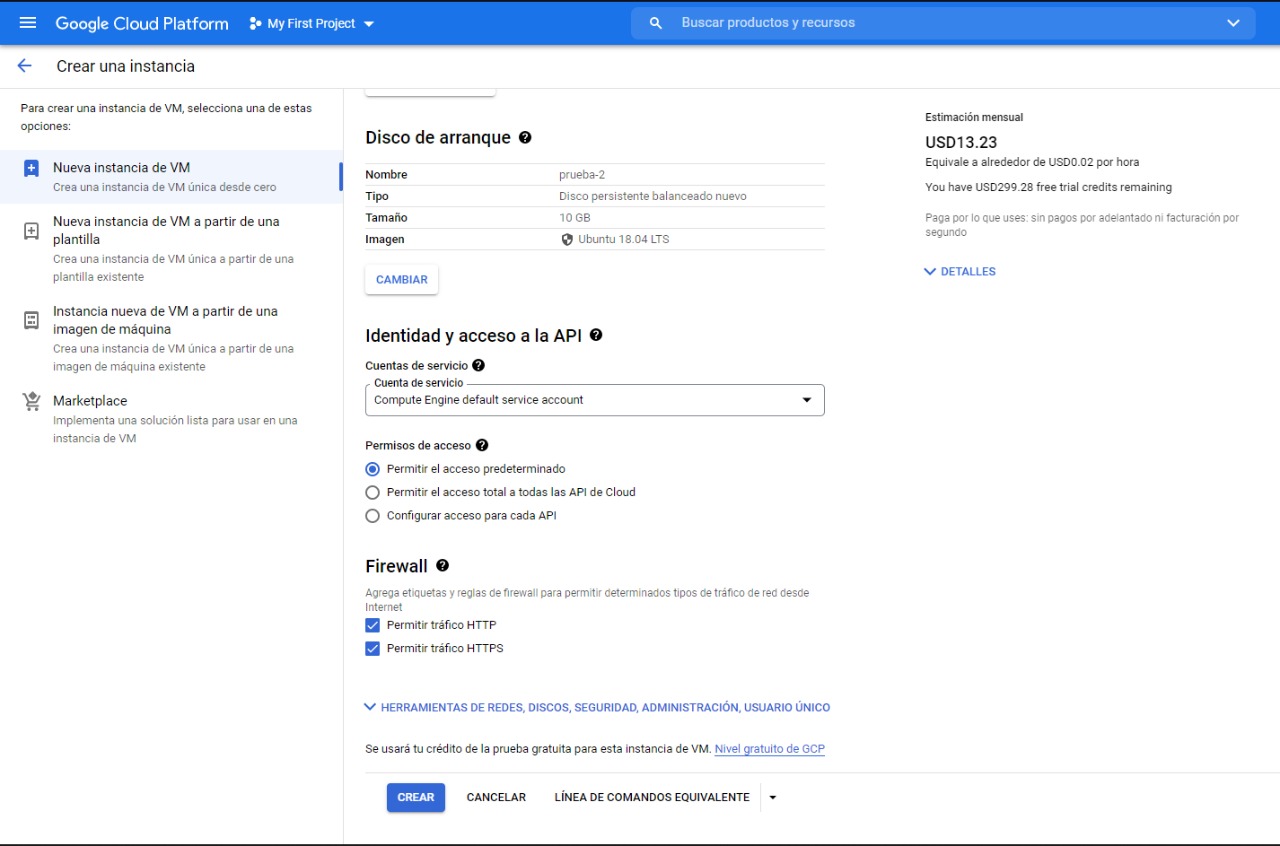 Google Cloud Platform
My First Project
Buscar productos y recursos
Crear una instancia
Para crear una instancia de VM, selecciona una de estas
opciones:
Nueva instancia de VM
Crea una instancia de VM única desde cero
Nueva instancia de VM a partir de una
plantilla
Crea una instancia de VM única a partir de una
plantilla existente
Instancia nueva de VM a partir de una
imagen de máquina
Crea una instancia de VM única a partir de una
imagen de máquina existente
Marketplace
Implementa una solución lista para usar en una
instancia de VM
Disco de arranque
Nombre prueba-2
Tipo Disco persistente balanceado nuevo
Tamaño 10 GB
Imagen Ubuntu 18.04 LTS
CAMBIAR
Identidad y acceso a la API
Cuentas de servicio
Cuenta de servicio
Compute Engine default service account
Permisos de acceso
Permitir el acceso predeterminado
Permitir el acceso total a todas las API de Cloud
Configurar acceso para cada API
Firewall
Agrega etiquetas y reglas de firewall para permitir determinados tipos de tráfico de red desde
Internet
Permitir tráfico HTTP
Permitir tráfico HTTPS
HERRAMIENTAS DE REDES, DISCOS, SEGURIDAD, ADMINISTRACIÓN, USUARIO ÚNICO
Se usará tu crédito de la prueba gratuita para esta instancia de VM. Nivel gratuito de GCP
CREAR
CANCELAR
LÍNEA DE COMANDOS EQUIVALENTE
Estimación mensual
USD13.23
Equivale a alrededor de USD0.02 por hora
You have USD299.28 free trial credits remaining
Paga por lo que uses: sin pagos por adelantado ni facturación por
segundo
DETALLES